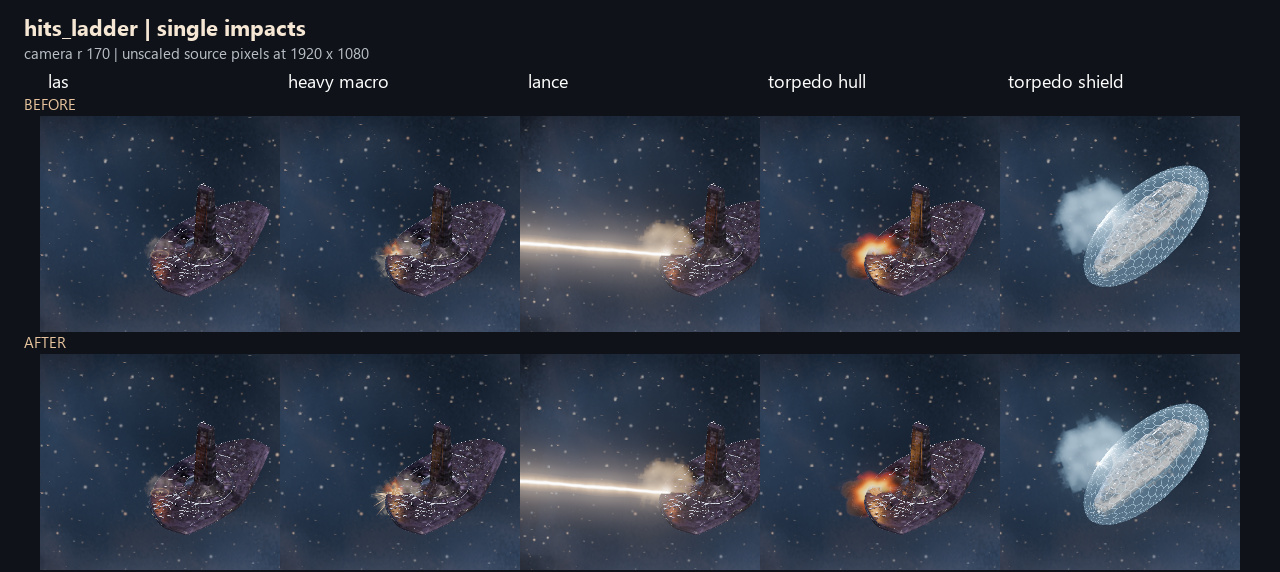 hits_ladder | single impacts
camera r 170 | unscaled source pixels at 1920 x 1080
las heavy macro lance torpedo hull torpedo shield
BEFORE
AFTER